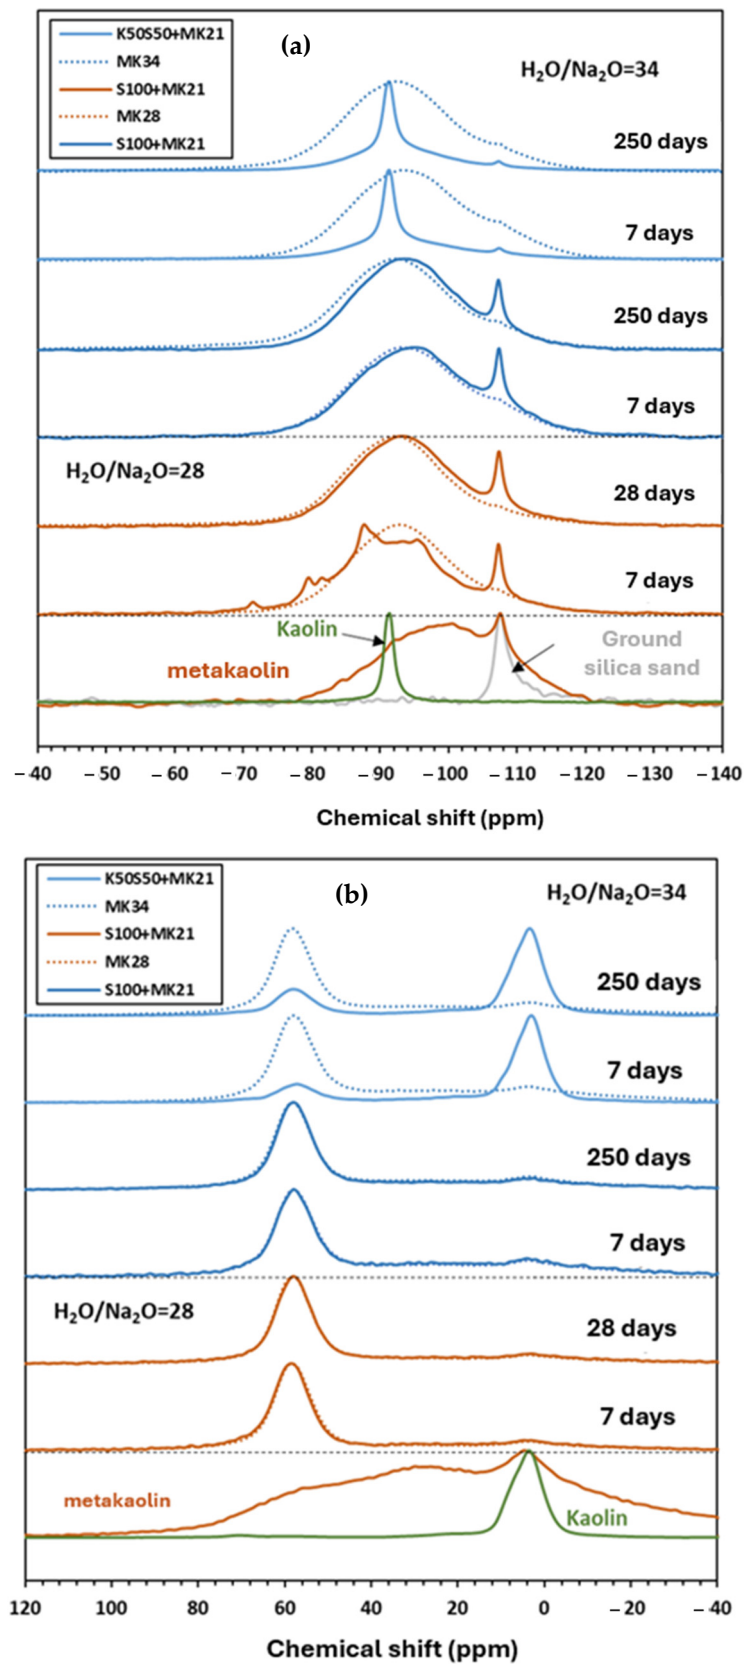 K50S50+MK21
MK34
S100+MK21
MK28
S100+MK21
(a)
H₂O/Na₂O=34
250 days
7 days
250 days
7 days
H₂O/Na₂O=28
28 days
7 days
Kaolin
metakaolin
Ground
silica sand
−40 −50 −60 −70 −80 −90 −100 −110 −120 −130 −140
Chemical shift (ppm)
K50S50+MK21
MK34
S100+MK21
MK28
S100+MK21
(b)
H₂O/Na₂O=34
250 days
7 days
250 days
7 days
H₂O/Na₂O=28
28 days
7 days
metakaolin
Kaolin
120 100 80 60 40 20 0 −20 −40
Chemical shift (ppm)